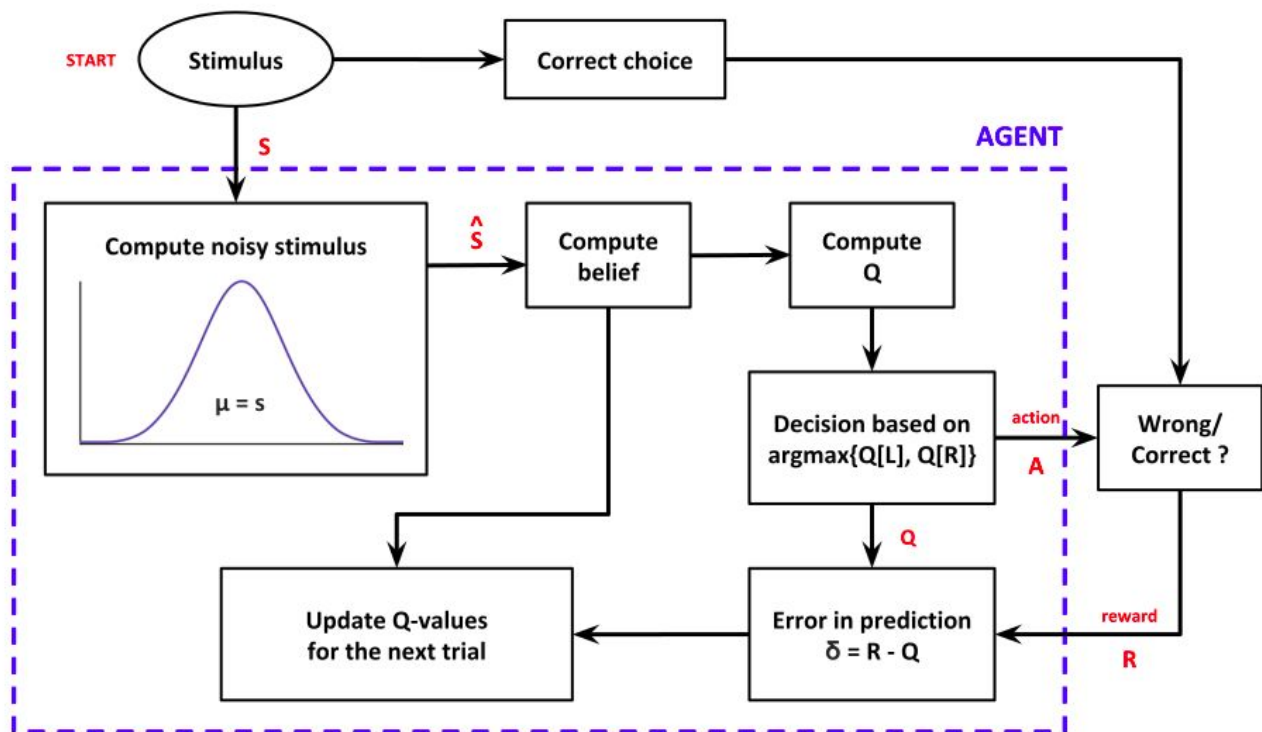 START
Stimulus
Correct choice
S
AGENT
Compute noisy stimulus
μ = s
^
S
Compute
belief
Compute
Q
Decision based on
argmax{Q[L], Q[R]}
action
A
Wrong/
Correct ?
Q
Update Q-values
for the next trial
Error in prediction
δ = R - Q
reward
R